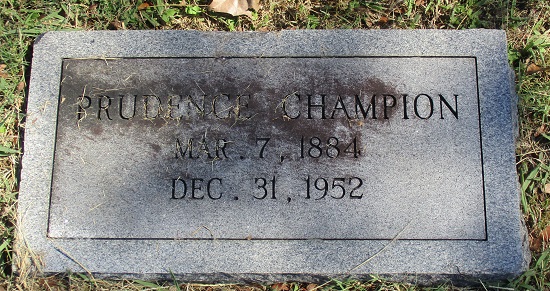 PRUDENCE CHAMPION
MAR. 7, 1884
DEC. 31, 1952